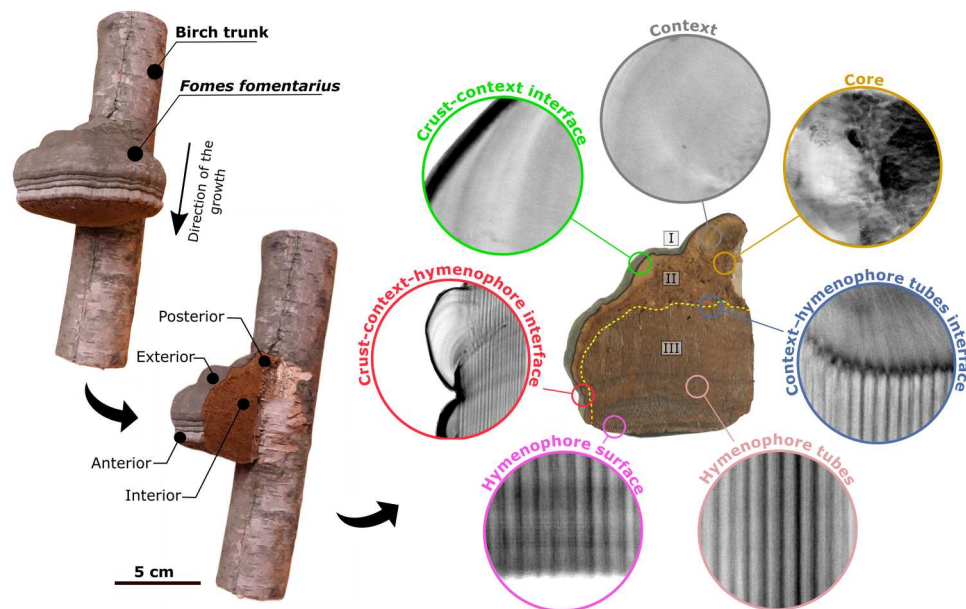 Birch trunk
Fomes fomentarius
Direction of the
growth
Posterior
Exterior
Anterior
Interior
5 cm
Context
Crust-context interface
Core
I
II
III
Crust-context-hymenophore interface
Context-hymenophore tubes interface
Hymenophore surface
Hymenophore tubes